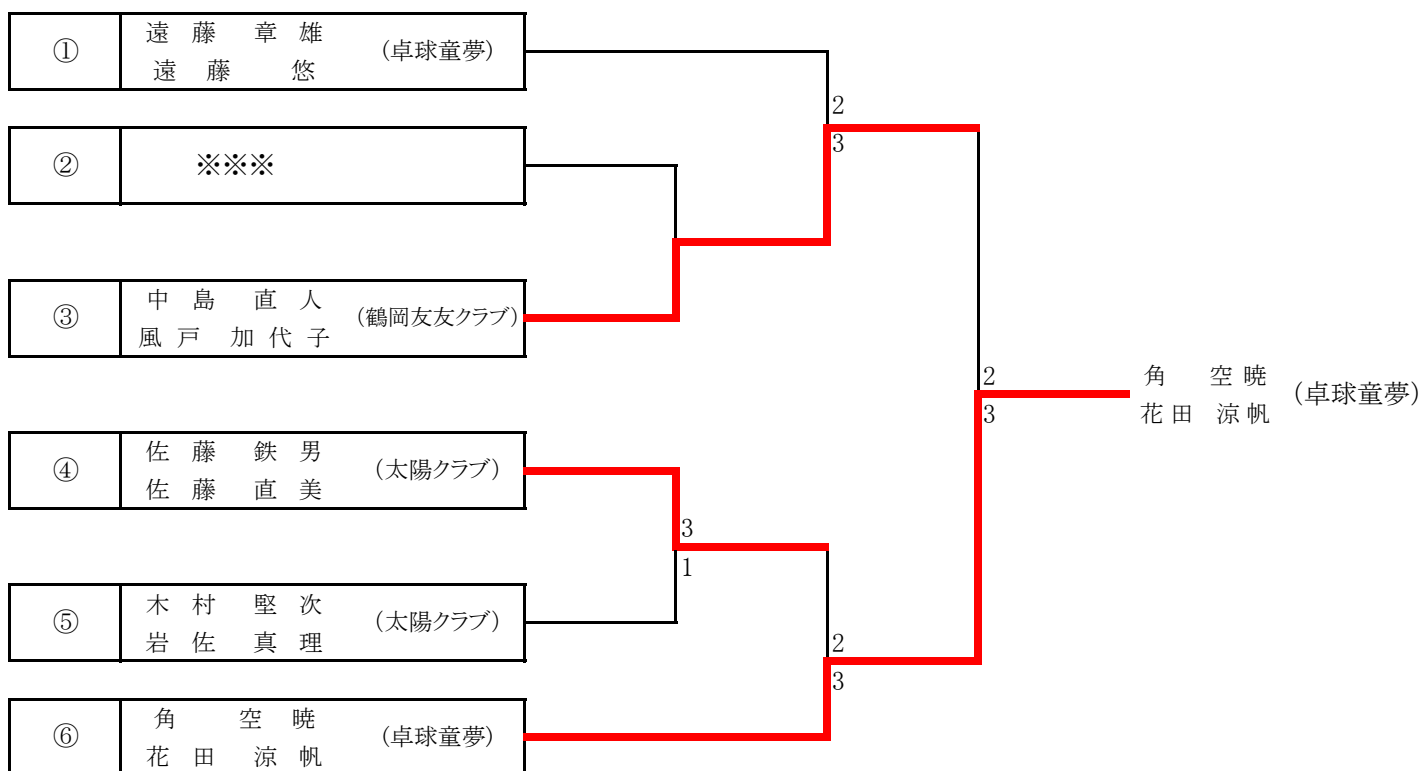 ① 遠藤 章雄 (卓球童夢)
遠藤 悠
2
3
② ※※※
③ 中島 直人 (鶴岡友友クラブ)
風戸 加代子
2
3
角 空暁 (卓球童夢)
花田 涼帆
④ 佐藤 鉄男 (太陽クラブ)
佐藤 直美
3
1
⑤ 木村 堅次 (太陽クラブ)
岩佐 真理
2
3
⑥ 角 空暁 (卓球童夢)
花田 涼帆